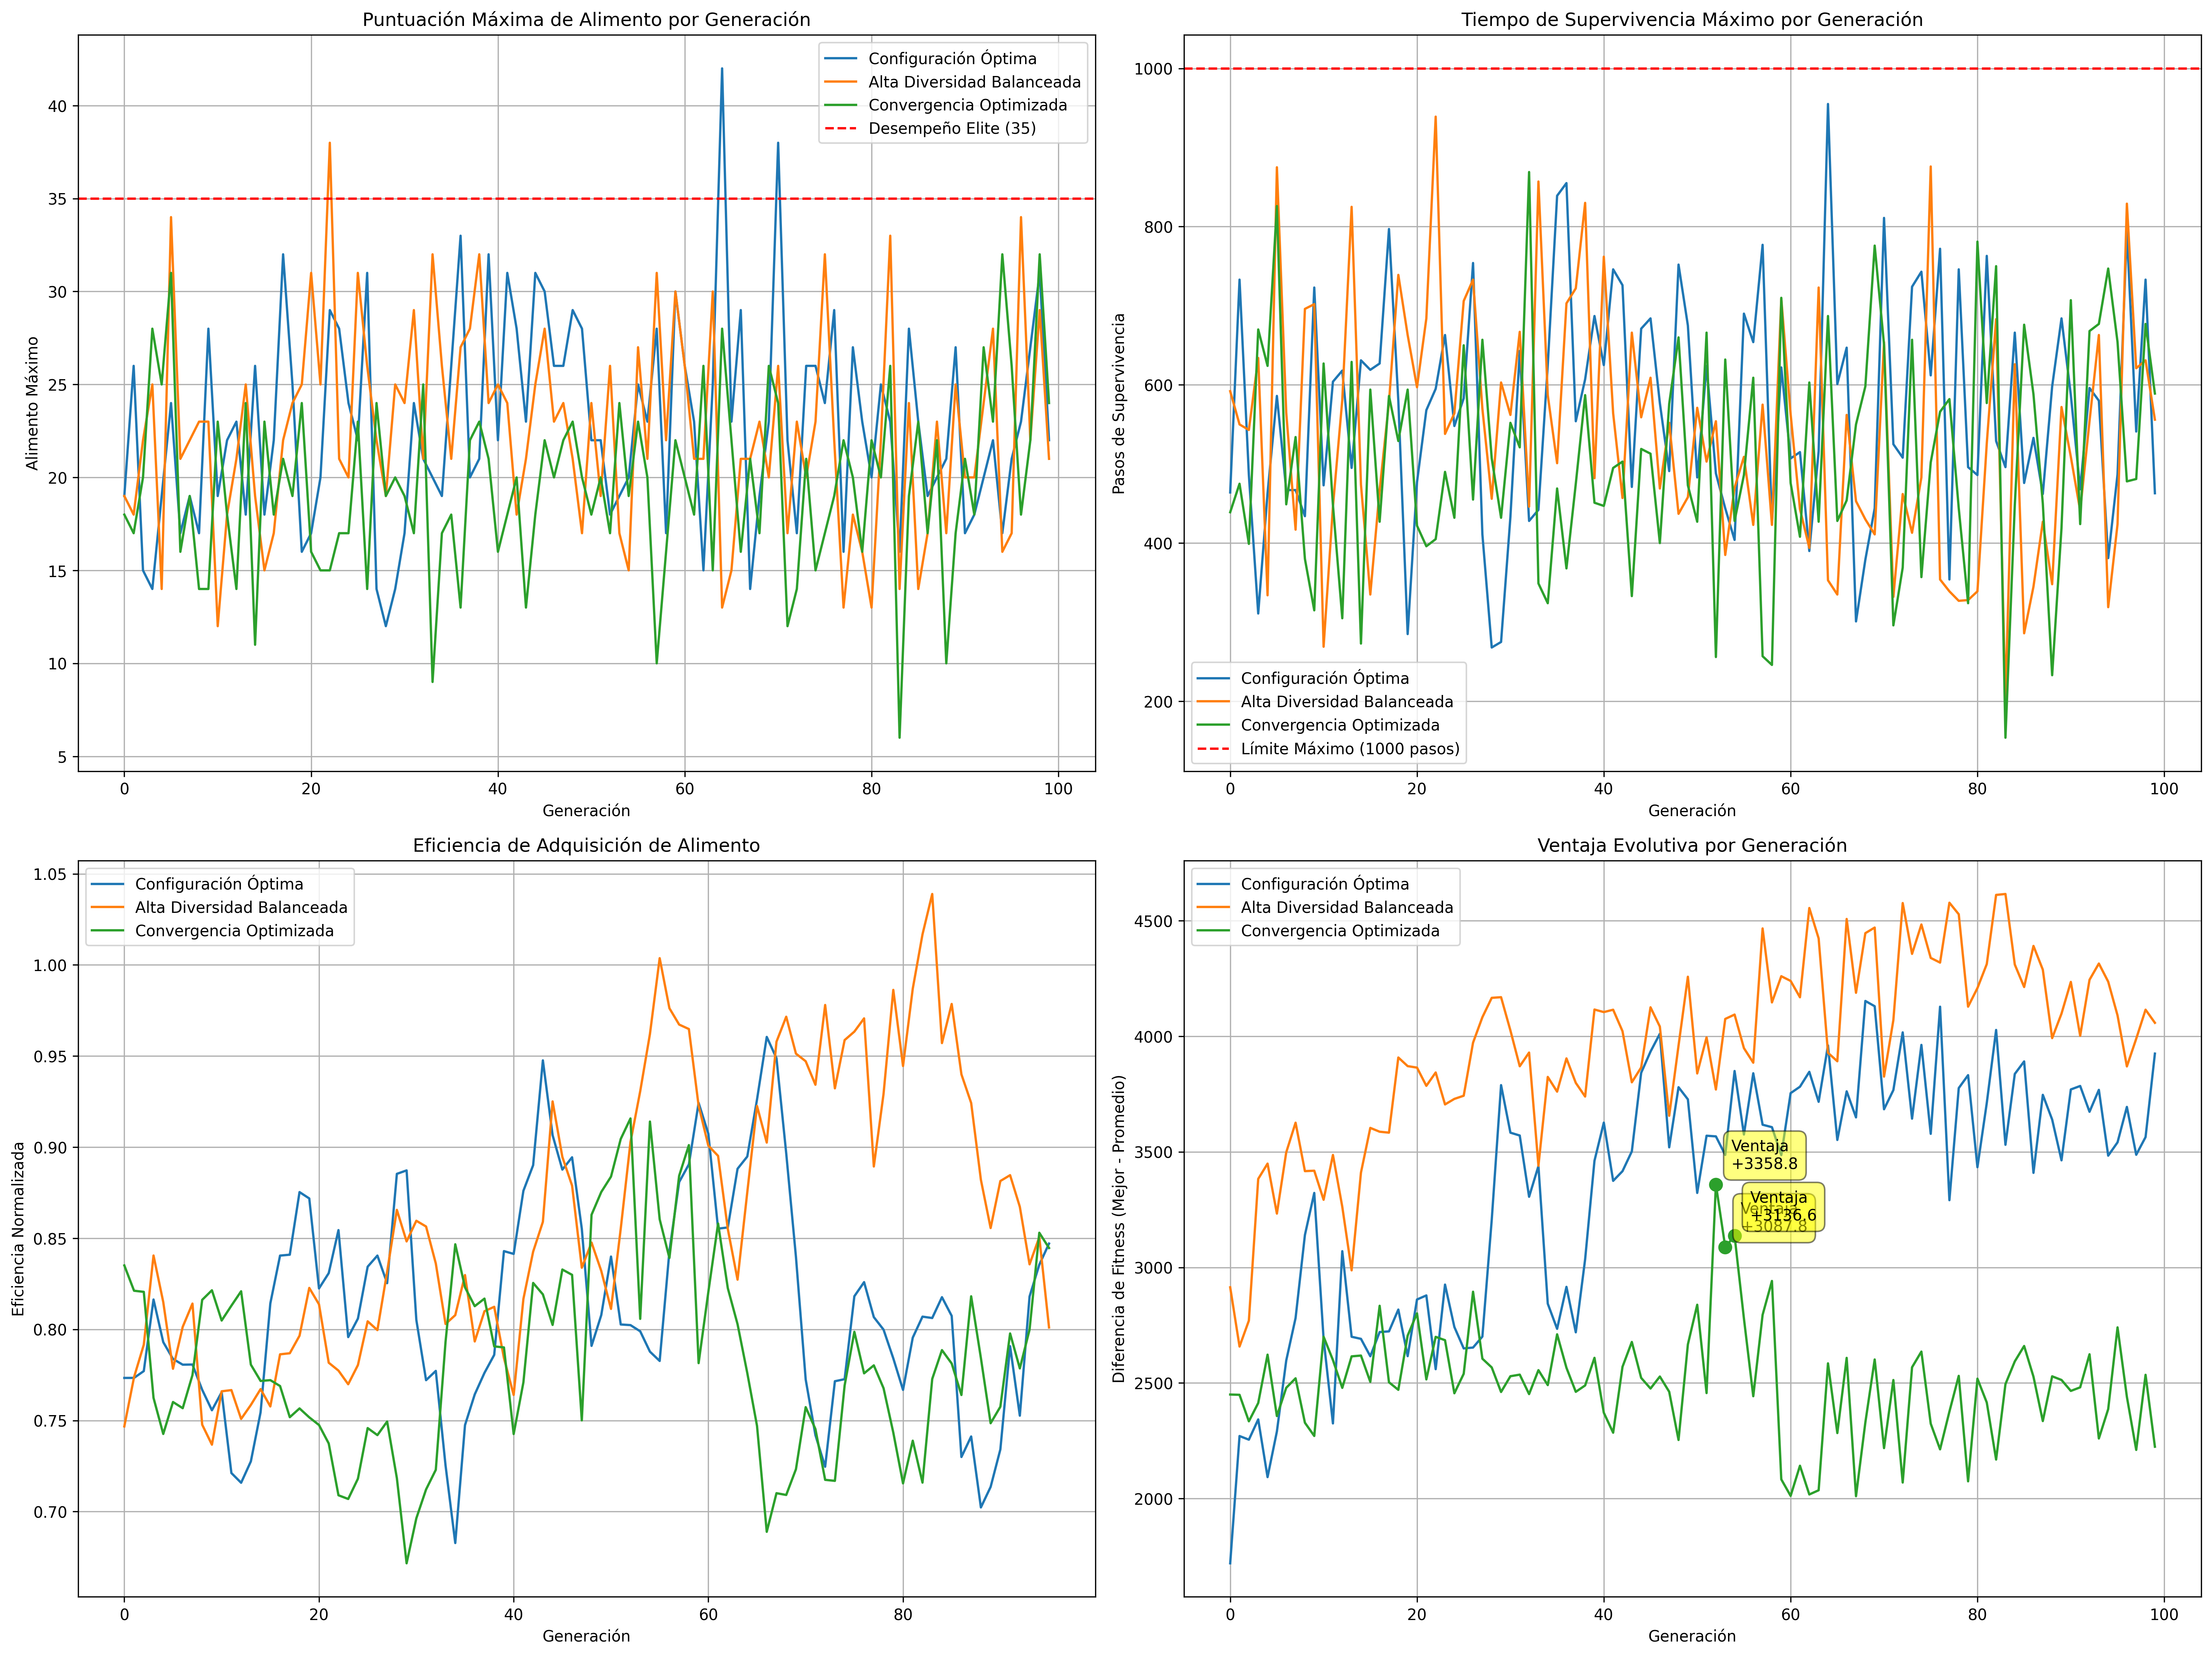 Puntuación Máxima de Alimento por Generación
Alimento Máximo
40
35
30
25
20
15
10
5
Configuración Óptima
Alta Diversidad Balanceada
Convergencia Optimizada
Desempeño Elite (35)
0 20 40 60 80 100
Generación
Tiempo de Supervivencia Máximo por Generación
Pasos de Supervivencia
1000
800
600
400
200
Configuración Óptima
Alta Diversidad Balanceada
Convergencia Optimizada
Límite Máximo (1000 pasos)
0 20 40 60 80 100
Generación
Eficiencia de Adquisición de Alimento
Eficiencia Normalizada
1.05
1.00
0.95
0.90
0.85
0.80
0.75
0.70
Configuración Óptima
Alta Diversidad Balanceada
Convergencia Optimizada
0 20 40 60 80
Generación
Ventaja Evolutiva por Generación
Diferencia de Fitness (Mejor - Promedio)
4500
4000
3500
3000
2500
2000
Configuración Óptima
Alta Diversidad Balanceada
Convergencia Optimizada
Ventaja
+3358.8
Ventaja
+3136.6
Ventaja
+3087.8
0 20 40 60 80 100
Generación